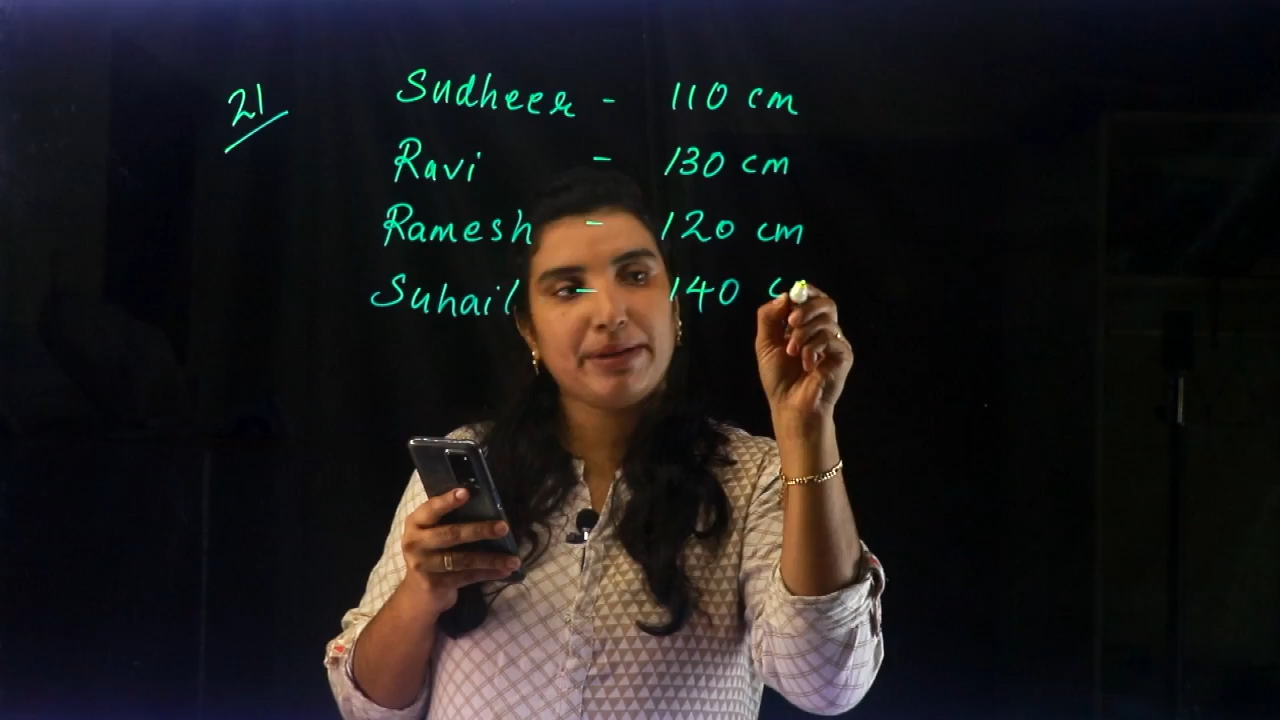 21
Sudheer - 110 cm
Ravi - 130 cm
Ramesh - 120 cm
Suhail - 140 c